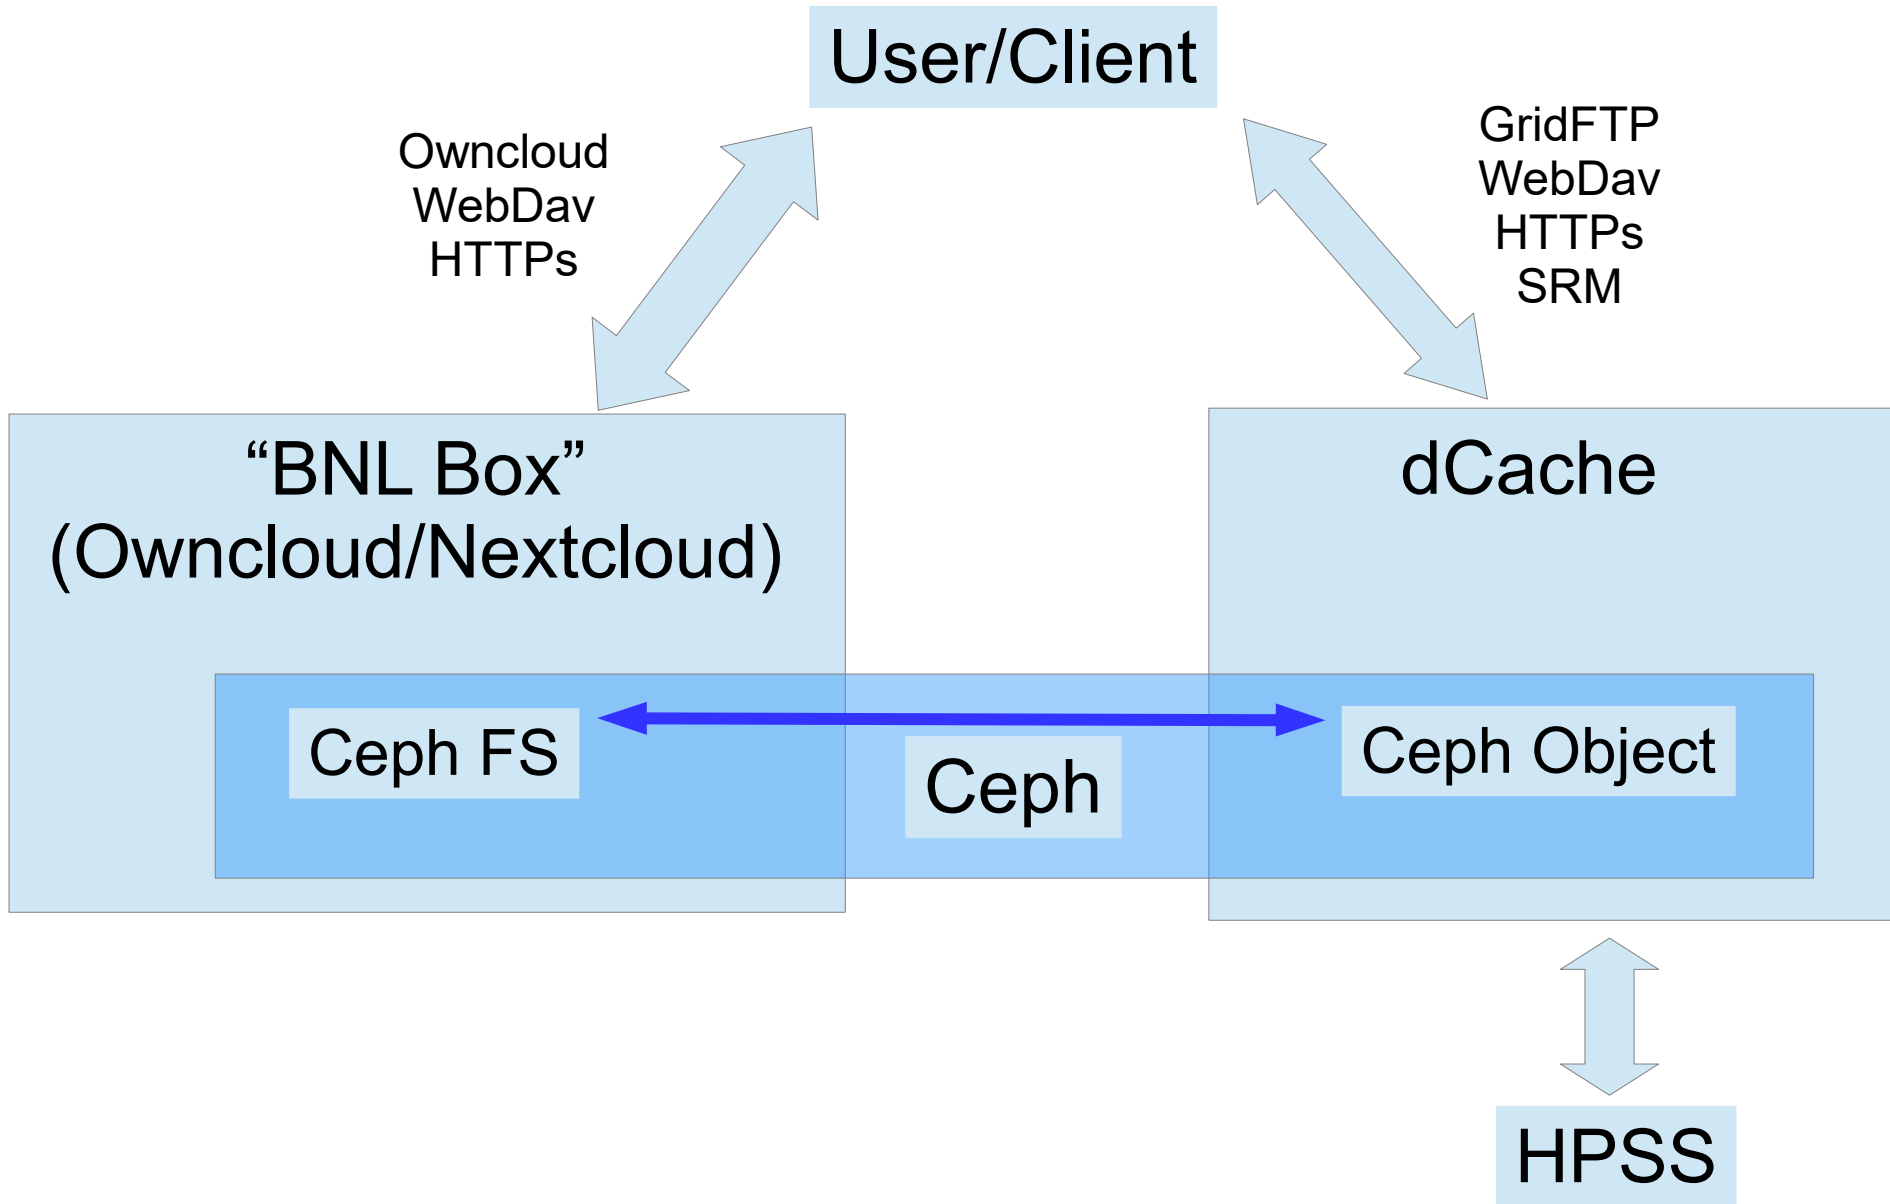 User/Client
Owncloud
WebDav
HTTPs
GridFTP
WebDav
HTTPs
SRM
“BNL Box”
(Owncloud/Nextcloud)
dCache
Ceph FS
Ceph
Ceph Object
HPSS